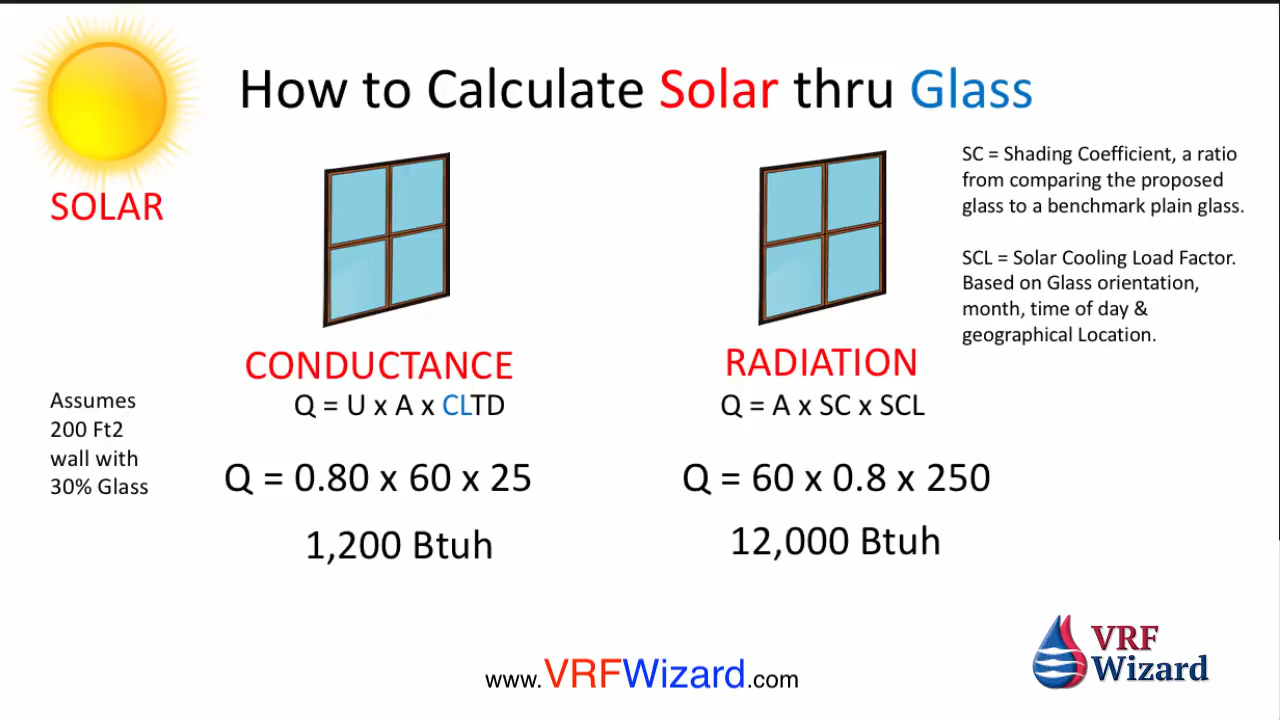 How to Calculate Solar thru Glass
SOLAR
SC = Shading Coefficient, a ratio
from comparing the proposed
glass to a benchmark plain glass.
SCL = Solar Cooling Load Factor.
Based on Glass orientation,
month, time of day &
geographical Location.
CONDUCTANCE
Q = U x A x CLTD
Q = 0.80 x 60 x 25
1,200 Btuh
RADIATION
Q = A x SC x SCL
Q = 60 x 0.8 x 250
12,000 Btuh
Assumes
200 Ft2
wall with
30% Glass
www.VRFWizard.com
VRF
Wizard